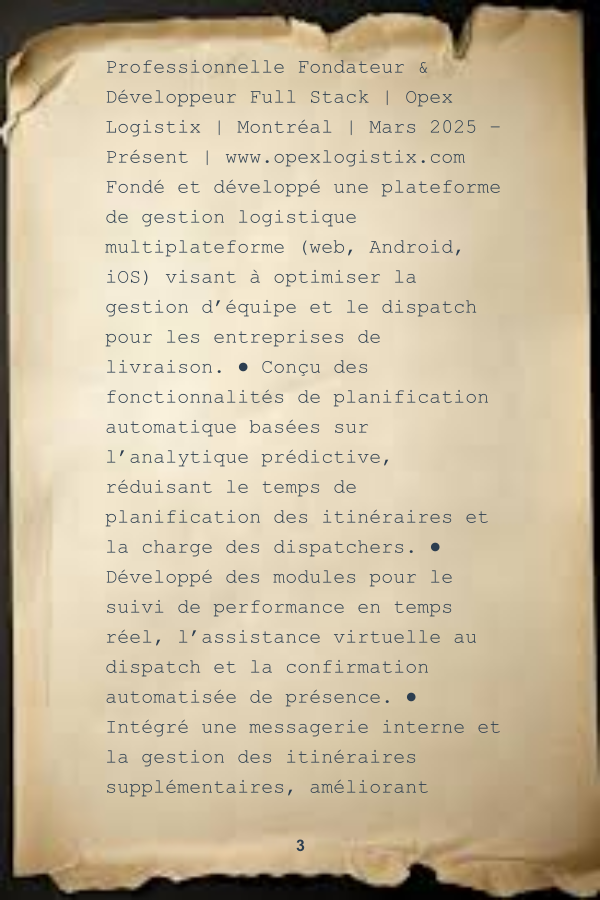 Professionnelle Fondateur &
Développeur Full Stack | Opex
Logistix | Montréal | Mars 2025 –
Présent | www.opexlogistix.com
Fondé et développé une plateforme
de gestion logistique
multiplateforme (web, Android,
iOS) visant à optimiser la
gestion d’équipe et le dispatch
pour les entreprises de
livraison. ● Conçu des
fonctionnalités de planification
automatique basées sur
l’analytique prédictive,
réduisant le temps de
planification des itinéraires et
la charge des dispatchers. ●
Développé des modules pour le
suivi de performance en temps
réel, l’assistance virtuelle au
dispatch et la confirmation
automatisée de présence. ●
Intégré une messagerie interne et
la gestion des itinéraires
supplémentaires, améliorant
3